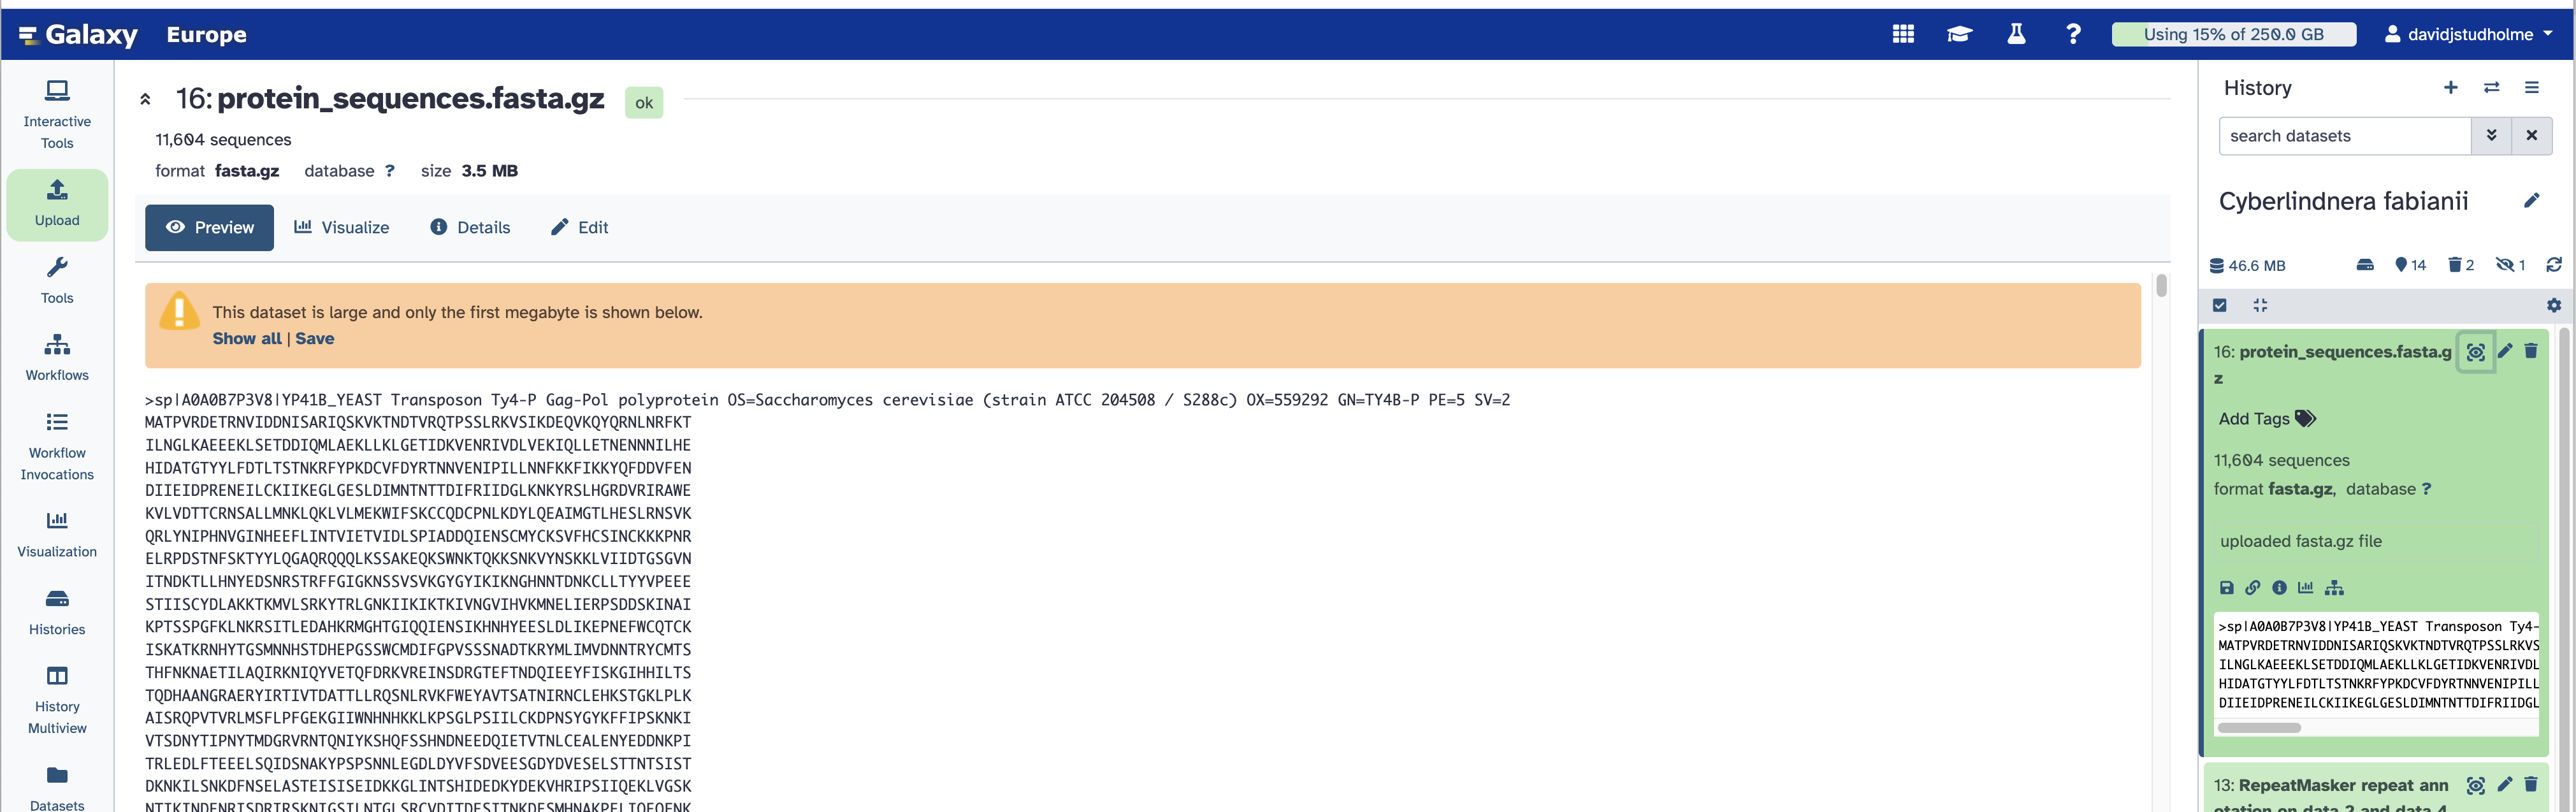 Galaxy Europe
Using 15% of 250.0 GB
davidjstudholme
Interactive
Tools
Upload
Tools
Workflows
Workflow
Invocations
Visualization
Histories
History
Multiview
Datasets
16: protein_sequences.fasta.gz ok
11,604 sequences
format fasta.gz database ? size 3.5 MB
Preview Visualize Details Edit
This dataset is large and only the first megabyte is shown below.
Show all | Save
>sp|A0A0B7P3V8|YP41B_YEAST Transposon Ty4-P Gag-Pol polyprotein OS=Saccharomyces cerevisiae (strain ATCC 204508 / S288c) OX=559292 GN=TY4B-P PE=5 SV=2
MATPVRDETRNVIDDNISARIQSKVKTNDTVRQTPSSLRKVSIKDEQVKQYQRNLNRFKT
ILNGLKAEEEKLSETDDIQMLAEKLLKLGETIDKVENRIVDLVEKIQLLETNENNNILHE
HIDATGTYYLFDTLTSTNKRFYPKDCVFDYRTNNVENIPILLNNFKKFIKKYQFDDVFEN
DIIEIDPRENEILCKIIKEGLGESLDIMNTNTTDIFRIIDGLKNKYRSLHGRDVRIRAWE
KVLVDTTCRNSALLMNKLQKLVLMEKWIFSKCCQDCPNLKDYLQEAIMGTLHESLRNSVK
QRLYNIPHNVGINHEEFLINTVIETVIDLSPIADDQIENSCMYCKSVFHCSINCKKKPNR
ELRPDSTNFSKTYYLQGAQRQQQLKSSAKEQKSWNKTQKKSNKVYNSKKLVIIDTGSGVN
ITNDKTLLHNYEDSNRSTRFFGIGKNSSVSVKGYGYIKIKNGHNNTDNKCLLTYYVPEEE
STIISCYDLAKKTKMVLSRKYTRLGNKIIKIKTKIVNGVIHVKMNELIERPSDDSKINAI
KPTSSPGFKLNKRSITLEDAHKRMGHTGIQQIENSIKHNHYEESLDLIKEPNEFWCQTCK
ISKATKRNHYTGSMNNHSTDHEPGSSWCMDIFGPVSSSNADTKRYMLIMVDNNTRYCMTS
THFNKNAETILAQIRKNIQYVETQFDRKVREINSDRGTEFTNDQIEEYFISKGIHHILTS
TQDHAANGRAERYIRTIVTDATTLLRQSNLRVKFWEYAVTSATNIRNCLEHKSTGKLPLK
AISRQPVTVRLMSFLPFGEKGIIWNHNHKKLKPSGLPSIILCKDPNSYGYKFFIPSKNKI
VTSDNYTIPNYTMDGRVRNTQNIYKSHQFSSHNDNEEDQIETVTNLCEALENYEDDNKPI
TRLEDLFTEEELSQIDSNAKYPSPSNNLEGDLDYVFSDVEESGDYDVESELSTTNTSIST
DKNKILSNKDFNSELASTEISISEIDKKGLINTSHIDEDKYDEKVHRIPSIIQEKLVGSK
NTIKINDENRISDRIRSKNIGSILNTGLSRCVDITDESITNKDESMHNAKPELIQEQFNK
History
search datasets
Cyberlindnera fabianii
46.6 MB 14 2 1
16: protein_sequences.fasta.g
z
Add Tags
11,604 sequences
format fasta.gz, database ?
uploaded fasta.gz file
>sp|A0A0B7P3V8|YP41B_YEAST Transposon Ty4-
MATPVRDETRNVIDDNISARIQSKVKTNDTVRQTPSSLRKVS
ILNGLKAEEEKLSETDDIQMLAEKLLKLGETIDKVENRIVDL
HIDATGTYYLFDTLTSTNKRFYPKDCVFDYRTNNVENIPILL
DIIEIDPRENEILCKIIKEGLGESLDIMNTNTTDIFRIIDGL
13: RepeatMasker repeat ann
otation on data 2 and data 4